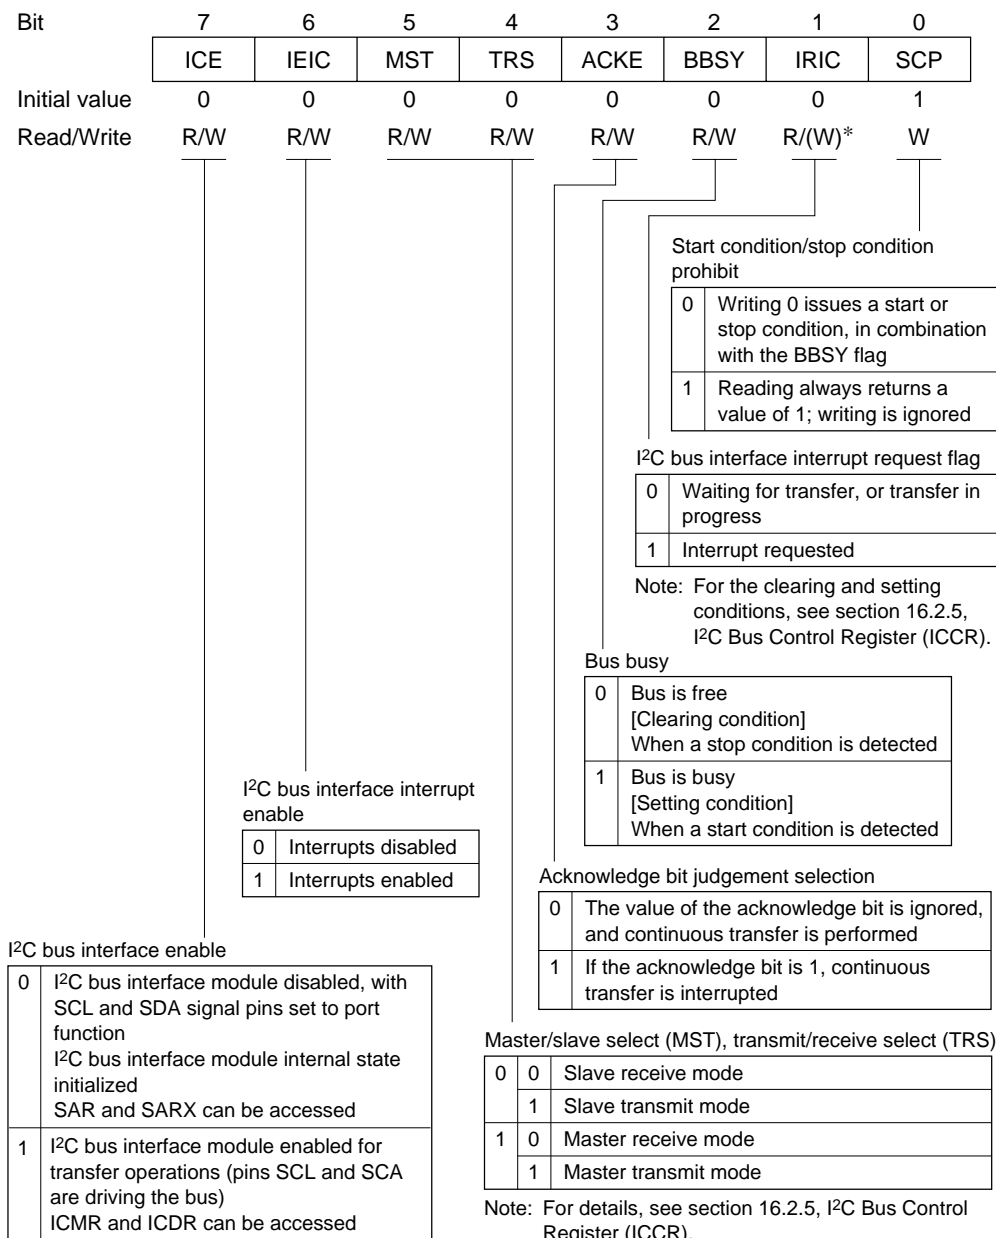 Bit 7 6 5 4 3 2 1 0
ICE IEIC MST TRS ACKE BBSY IRIC SCP
Initial value 0 0 0 0 0 0 0 1
Read/Write R/W R/W R/W R/W R/W R/W R/(W)* W
Start condition/stop condition
prohibit
0 Writing 0 issues a start or
stop condition, in combination
with the BBSY flag
1 Reading always returns a
value of 1; writing is ignored
I2C bus interface interrupt request flag
0 Waiting for transfer, or transfer in
progress
1 Interrupt requested
Note: For the clearing and setting
conditions, see section 16.2.5,
I2C Bus Control Register (ICCR).
Bus busy
0 Bus is free
[Clearing condition]
When a stop condition is detected
1 Bus is busy
[Setting condition]
When a start condition is detected
I2C bus interface interrupt
enable
0 Interrupts disabled
1 Interrupts enabled
Acknowledge bit judgement selection
0 The value of the acknowledge bit is ignored,
and continuous transfer is performed
1 If the acknowledge bit is 1, continuous
transfer is interrupted
I2C bus interface enable
0 I2C bus interface module disabled, with
SCL and SDA signal pins set to port
function
I2C bus interface module internal state
initialized
SAR and SARX can be accessed
1 I2C bus interface module enabled for
transfer operations (pins SCL and SCA
are driving the bus)
ICMR and ICDR can be accessed
Master/slave select (MST), transmit/receive select (TRS)
0 0 Slave receive mode
1 Slave transmit mode
1 0 Master receive mode
1 Master transmit mode
Note: For details, see section 16.2.5, I2C Bus Control
Register (ICCR).